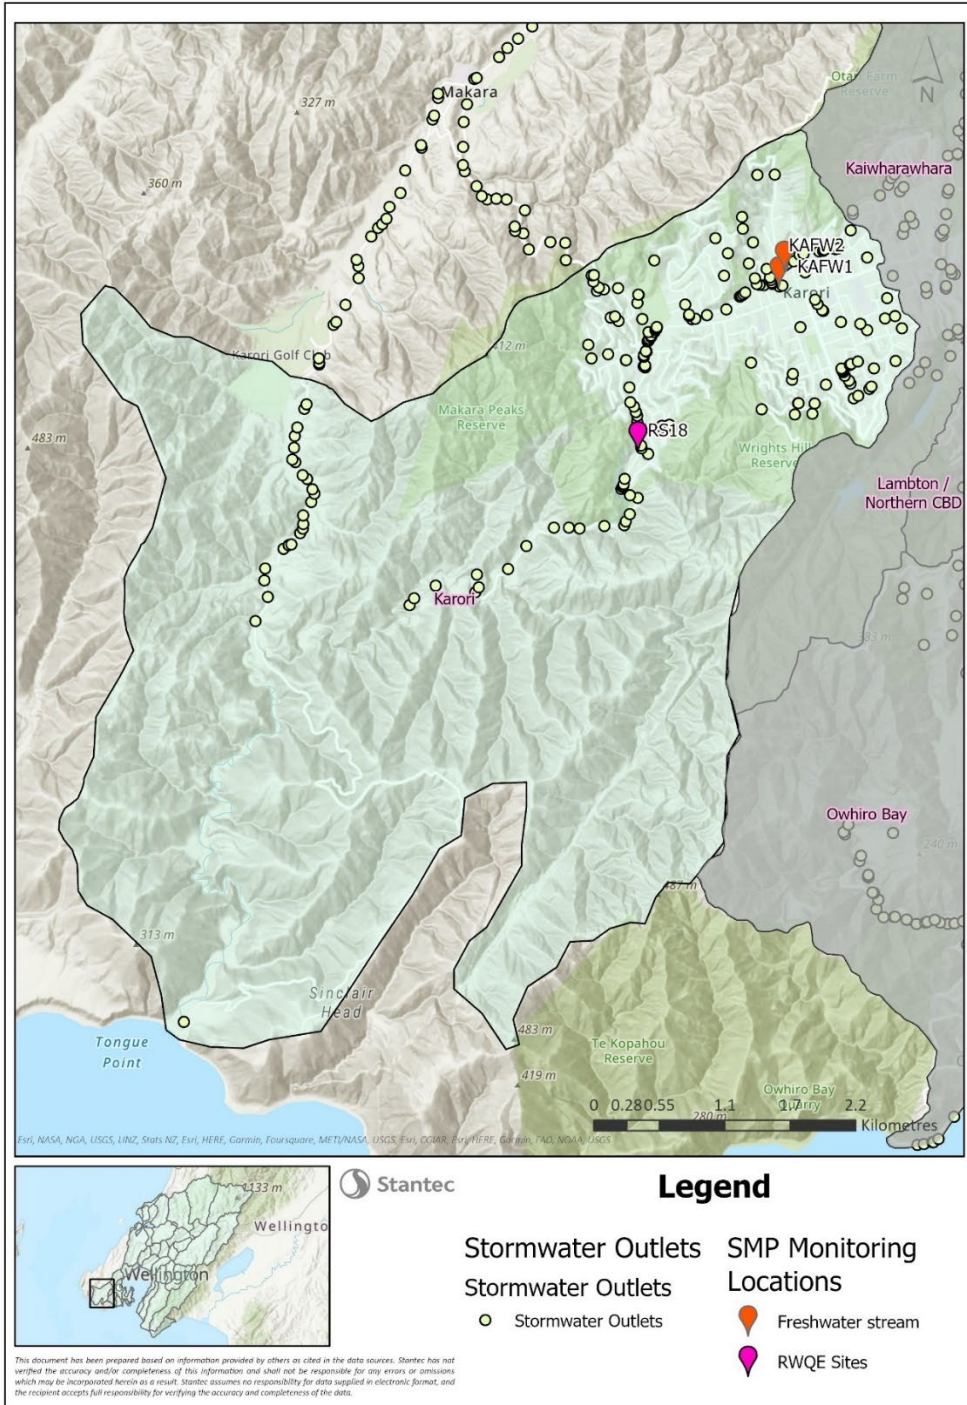 Otari Farm
Reserve
N
Makara
327 m
Kaiwharawhara
360 m
KAFW2
KAFW1
Karori
Karori Golf Club
412 m
Makara Peaks
Reserve
RS18
483 m
Wrights Hill
Reserve
Lambton /
Northern CBD
Karori
383 m
Owhiro Bay
240 m
487 m
313 m
Sinclair
Head
Tongue
Point
483 m
Te Kopahou
Reserve
419 m
Owhiro Bay
Quarry
0 0.28 0.55 1.1 1.7 2.2
280 m
Kilometres
Esri, NASA, NGA, USGS, LINZ, Stats NZ, Esri, HERE, Garmin, Foursquare, METI/NASA, USGS, Esri, CGIAR, Esri, HERE, Garmin, FAO, NOAA, USGS
1133 m
Wellingto
Wellington
Stantec
Legend
Stormwater Outlets
Stormwater Outlets
Stormwater Outlets
SMP Monitoring
Locations
Freshwater stream
RWQE Sites
This document has been prepared based on information provided by others as cited in the data sources. Stantec has not
verified the accuracy and/or completeness of this information and shall not be responsible for any errors or omissions
which may be incorporated herein as a result. Stantec assumes no responsibility for data supplied in electronic format, and
the recipient accepts full responsibility for verifying the accuracy and completeness of the data.